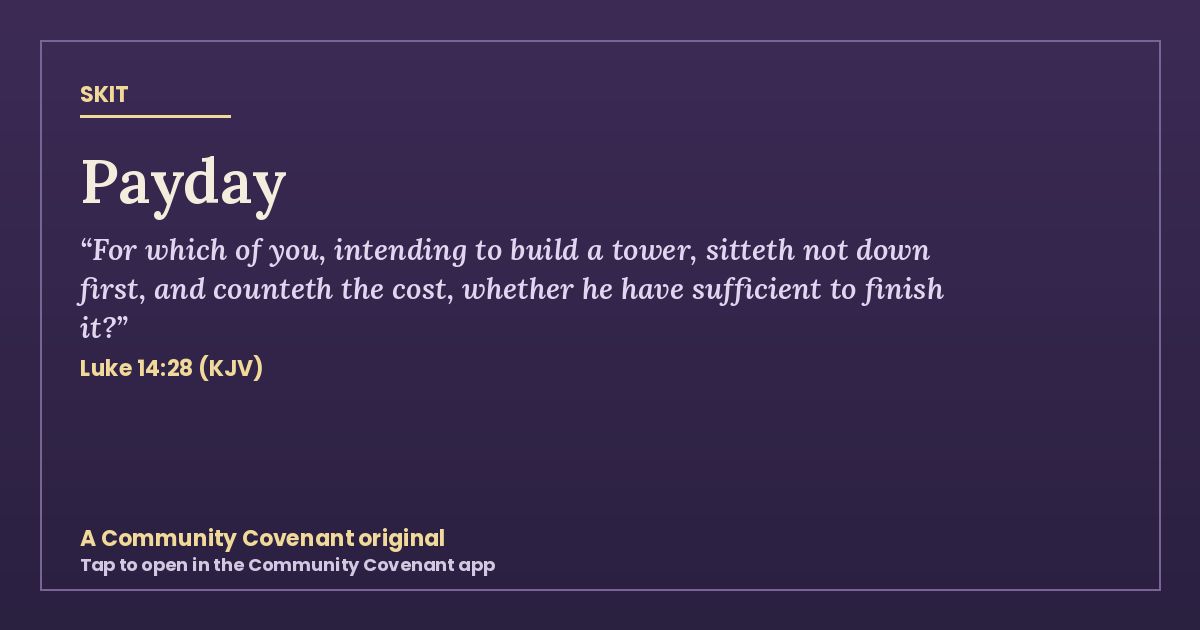 SKIT
Payday
“For which of you, intending to build a tower, sitteth not down
first, and counteth the cost, whether he have sufficient to finish
it?”
Luke 14:28 (KJV)
A Community Covenant original
Tap to open in the Community Covenant app